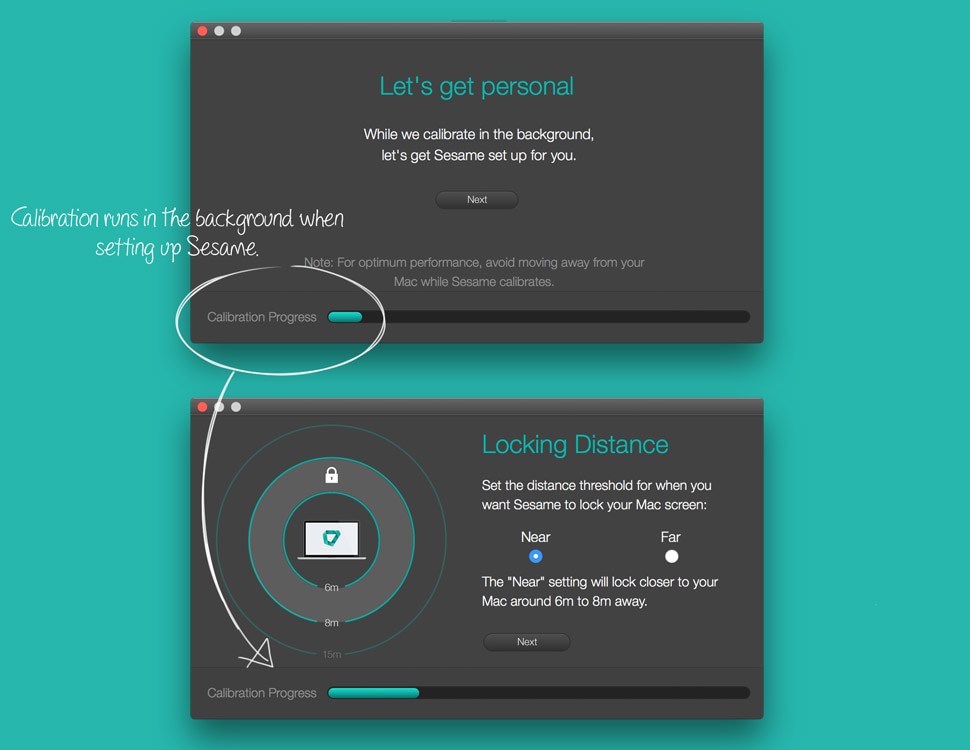 Let's get personal
While we calibrate in the background,
let's get Sesame set up for you.
Next
Calibration runs in the background when
setting up Sesame.
Note: For optimum performance, avoid moving away from your
Mac while Sesame calibrates.
Calibration Progress
Locking Distance
Set the distance threshold for when you
want Sesame to lock your Mac screen:
Near Far
The "Near" setting will lock closer to your
Mac around 6m to 8m away.
Next
6m
8m
15m
Calibration Progress